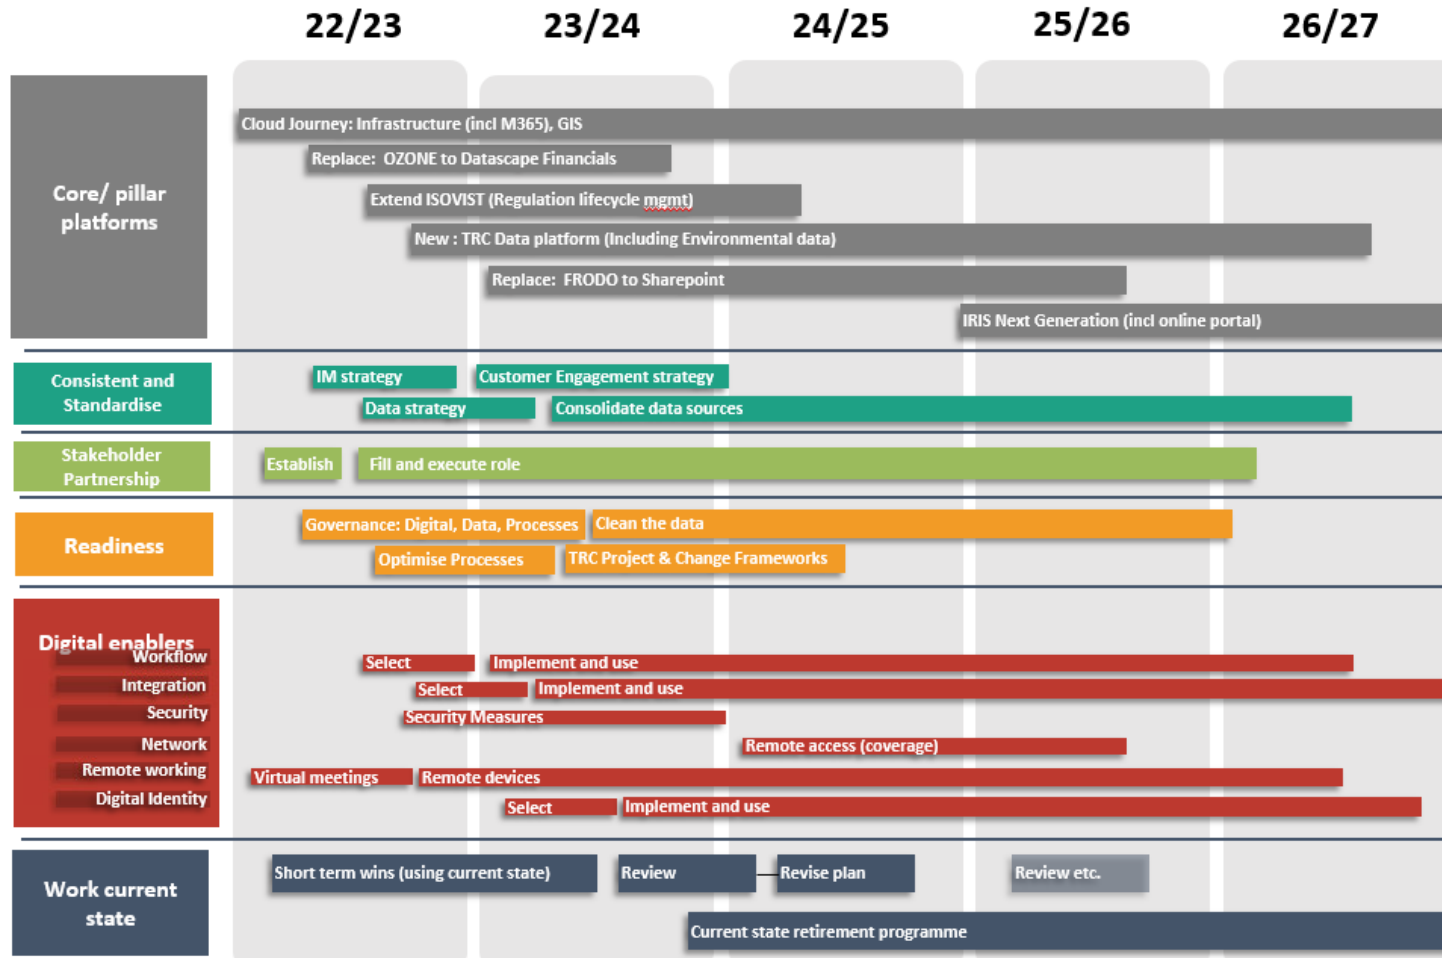 22/23
23/24
24/25
25/26
26/27
Core/ pillar
platforms
Cloud Journey: Infrastructure (incl M365), GIS
Replace:  OZONE to Datascape Financials
Extend ISOVIST (Regulation lifecycle mgmt)
New : TRC Data platform (Including Environmental data)
Replace:  FRODO to Sharepoint
IRIS Next Generation (incl online portal)
Consistent and
Standardise
IM strategy
Customer Engagement strategy
Data strategy
Consolidate data sources
Stakeholder
Partnership
Establish
Fill and execute role
Readiness
Governance: Digital, Data, Processes
Clean the data
Optimise Processes
TRC Project & Change Frameworks
Digital enablers
Workflow
Select
Implement and use
Integration
Select
Implement and use
Security
Security Measures
Network
Remote access (coverage)
Remote working
Virtual meetings
Remote devices
Digital Identity
Select
Implement and use
Work current
state
Short term wins (using current state)
Review
Revise plan
Review etc.
Current state retirement programme